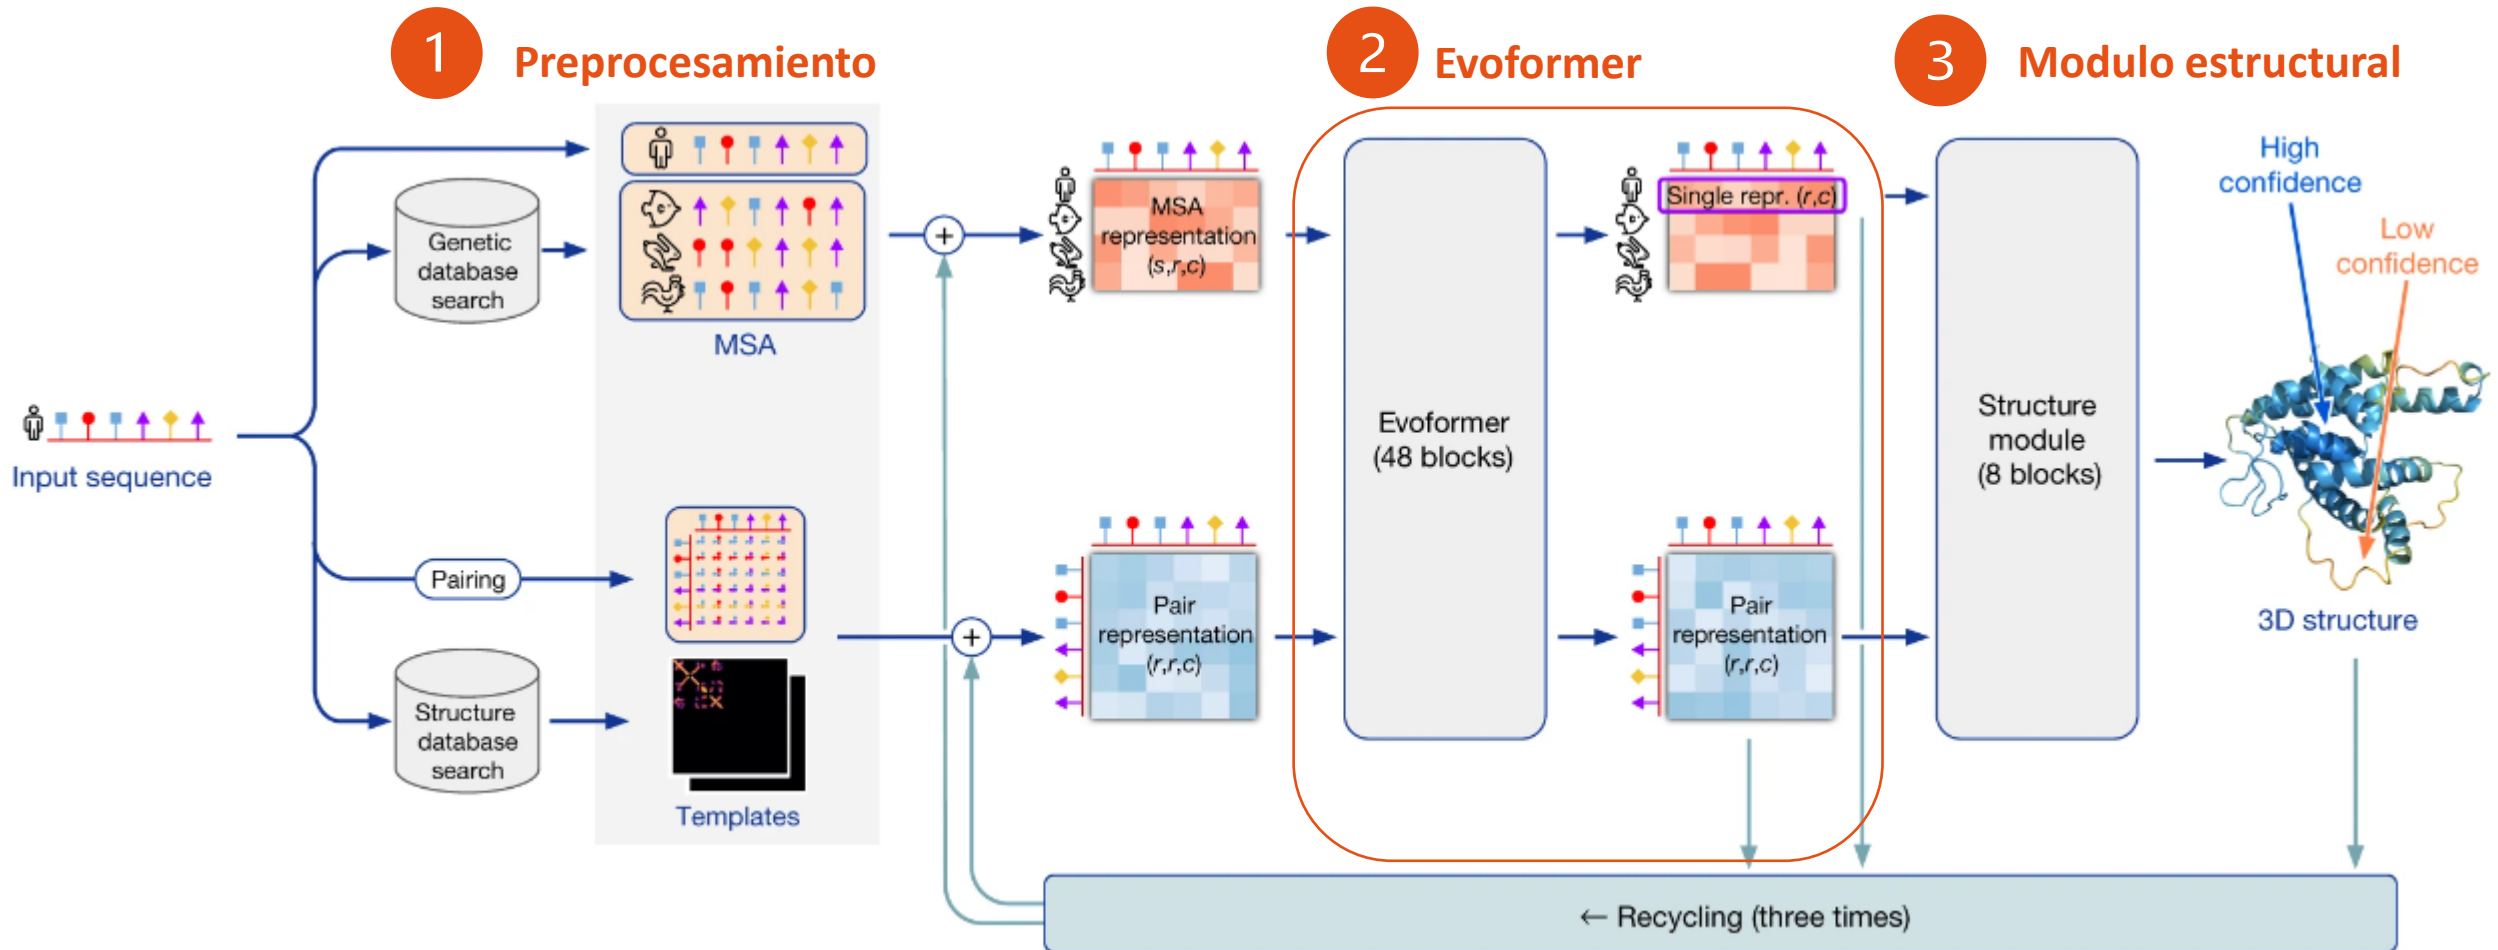 1 Preprocesamiento
2 Evoformer
3 Modulo estructural
Input sequence
Genetic
database
search
MSA
Pairing
Structure
database
search
Templates
+
+
MSA
representation
(s,r,c)
Pair
representation
(r,r,c)
Evoformer
(48 blocks)
Single repr. (r,c)
Pair
representation
(r,r,c)
Structure
module
(8 blocks)
High
confidence
Low
confidence
3D structure
← Recycling (three times)